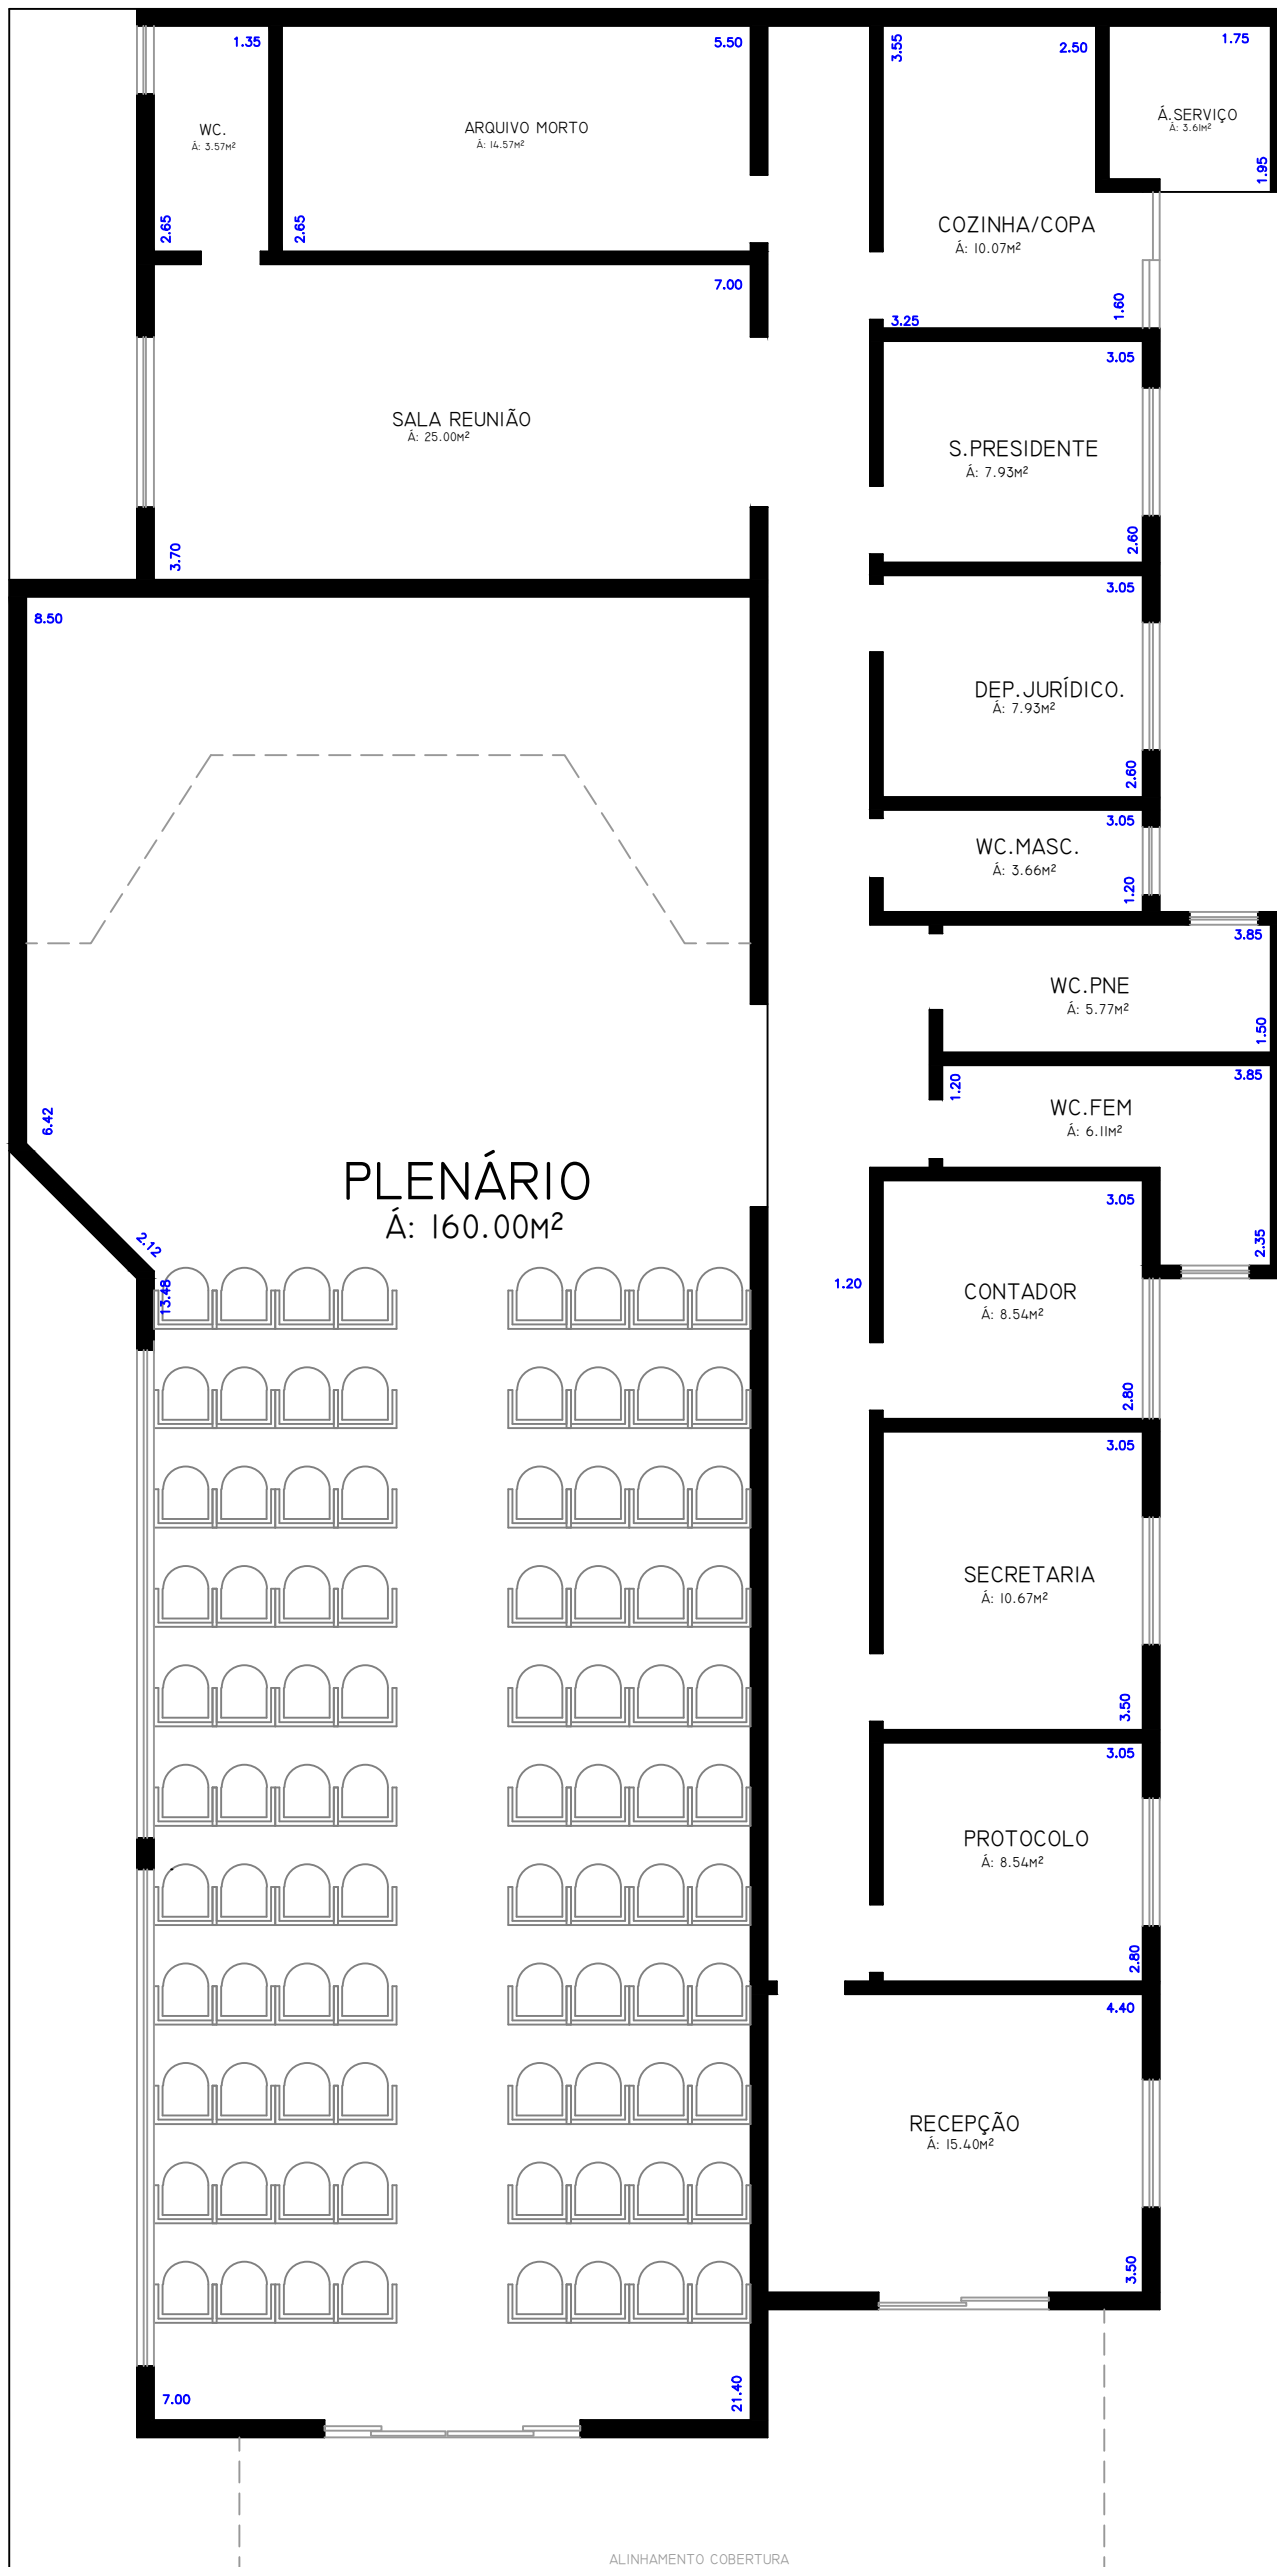 1.35
5.50
3.55
2.50
1.75
WC.
Á: 3.57M²
ARQUIVO MORTO
Á: 14.57M²
Á.SERVIÇO
Á: 3.61M²
1.95
2.65
2.65
COZINHA/COPA
Á: 10.07M²
7.00
1.60
3.25
3.05
SALA REUNIÃO
Á: 25.00M²
S.PRESIDENTE
Á: 7.93M²
3.70
2.60
3.05
8.50
DEP.JURÍDICO.
Á: 7.93M²
2.60
3.05
WC.MASC.
Á: 3.66M²
1.20
3.85
WC.PNE
Á: 5.77M²
1.50
3.85
1.20
WC.FEM
Á: 6.11M²
6.42
PLENÁRIO
Á: 160.00M²
3.05
2.12
2.35
13.48
1.20
CONTADOR
Á: 8.54M²
2.80
3.05
SECRETARIA
Á: 10.67M²
3.50
3.05
PROTOCOLO
Á: 8.54M²
2.80
4.40
RECEPÇÃO
Á: 15.40M²
3.50
7.00
21.40
ALINHAMENTO COBERTURA